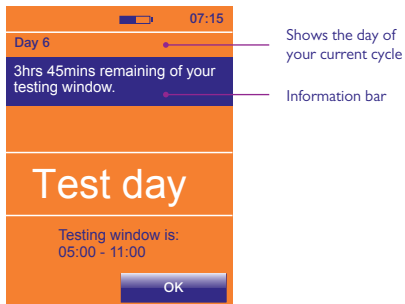 07:15
Day 6
Shows the day of
your current cycle
3hrs 45mins remaining of your
testing window.
Information bar
Test day
Testing window is:
05:00 - 11:00
OK